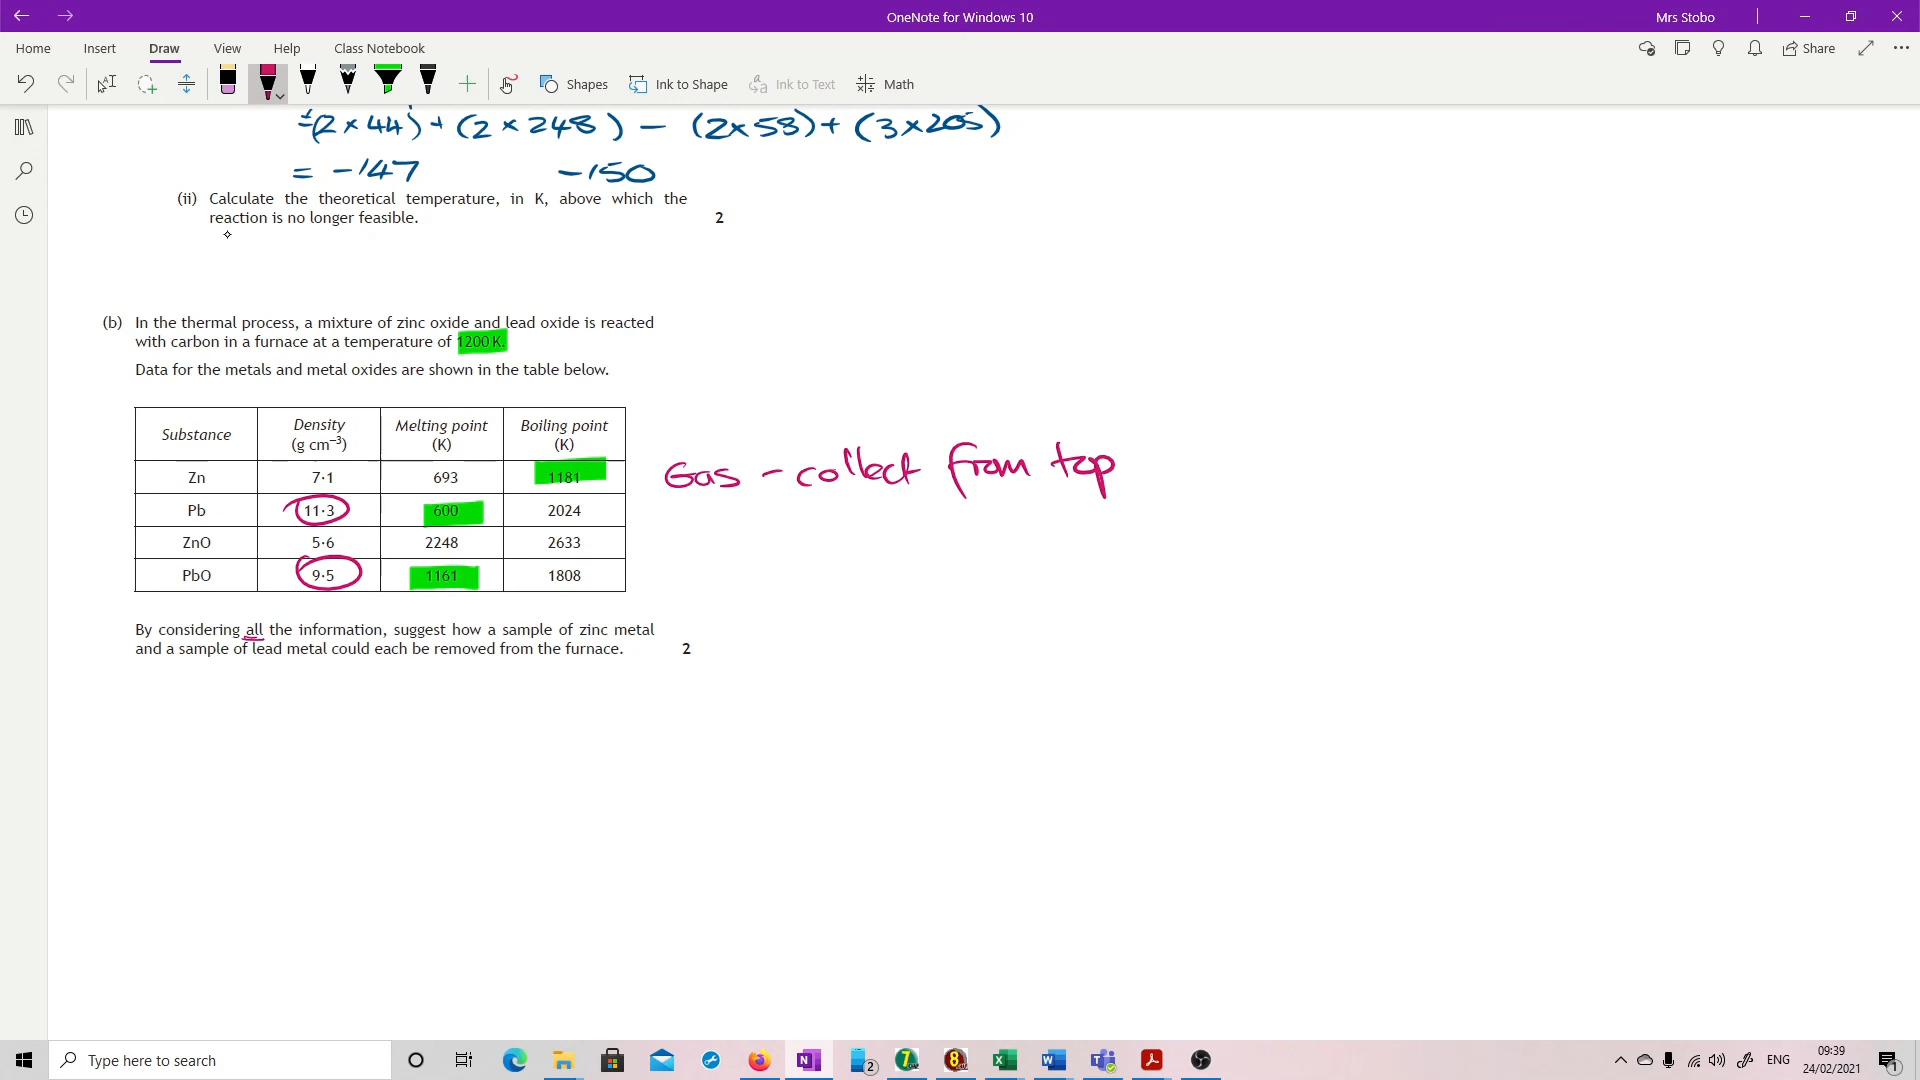 OneNote for Windows 10
Mrs Stobo
Home Insert Draw View Help Class Notebook
Share
Shapes Ink to Shape Ink to Text Math
=(2 × 44) + (2 × 248) − (2×58) + (3×205)
= −147 −150
(ii) Calculate the theoretical temperature, in K, above which the
reaction is no longer feasible. 2
(b) In the thermal process, a mixture of zinc oxide and lead oxide is reacted
with carbon in a furnace at a temperature of 1200 K.
Data for the metals and metal oxides are shown in the table below.
Substance Density (g cm⁻³) Melting point (K) Boiling point (K)
Zn 7·1 693 1181
Gas – collect from top
Pb 11·3 600 2024
ZnO 5·6 2248 2633
PbO 9·5 1161 1808
By considering all the information, suggest how a sample of zinc metal
and a sample of lead metal could each be removed from the furnace. 2
Type here to search
2
7
8
ENG
09:39
24/02/2021
1